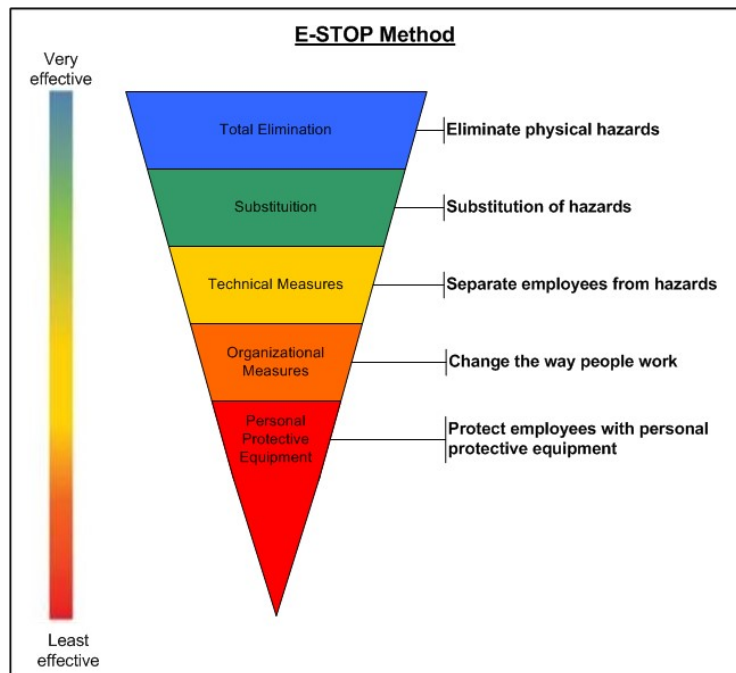 E-STOP Method
Very
effective
Total Elimination
Eliminate physical hazards
Substituition
Substitution of hazards
Technical Measures
Separate employees from hazards
Organizational
Measures
Change the way people work
Personal
Protective
Equipment
Protect employees with personal
protective equipment
Least
effective